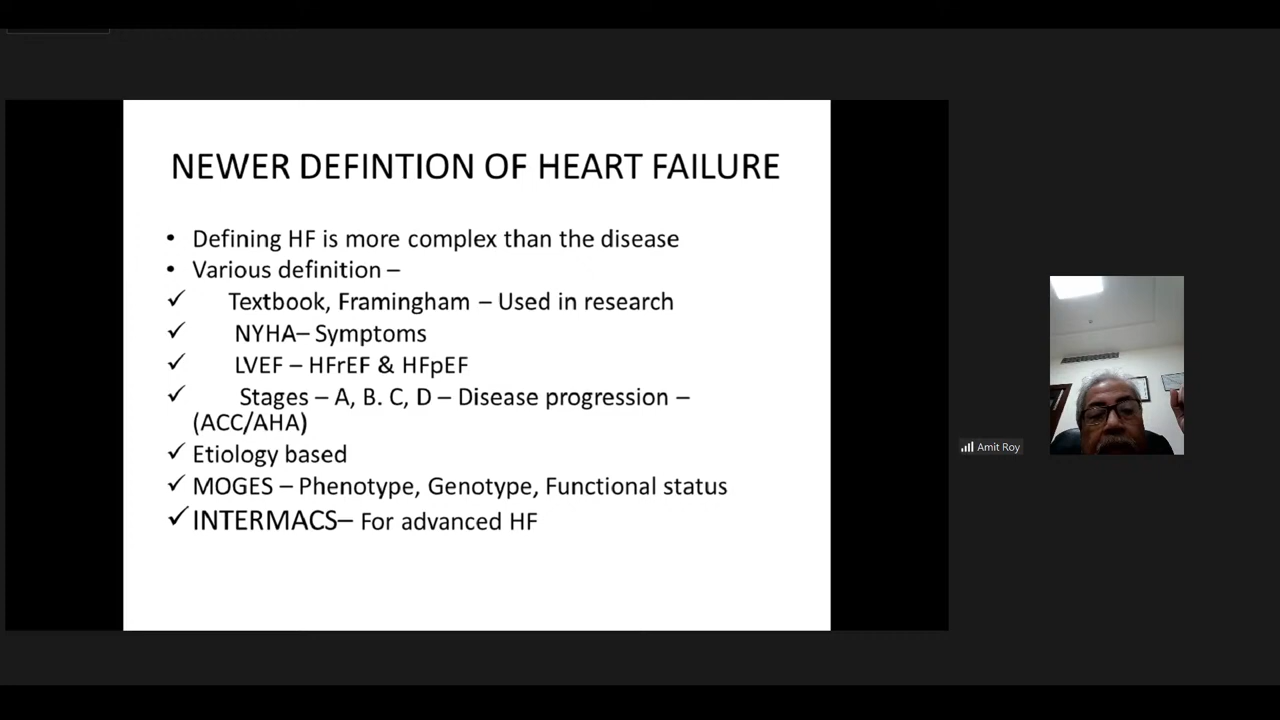 NEWER DEFINTION OF HEART FAILURE
• Defining HF is more complex than the disease
• Various definition –
✓ Textbook, Framingham – Used in research
✓ NYHA– Symptoms
✓ LVEF – HFrEF & HFpEF
✓ Stages – A, B. C, D – Disease progression –
(ACC/AHA)
✓ Etiology based
✓ MOGES – Phenotype, Genotype, Functional status
✓ INTERMACS– For advanced HF
Amit Roy